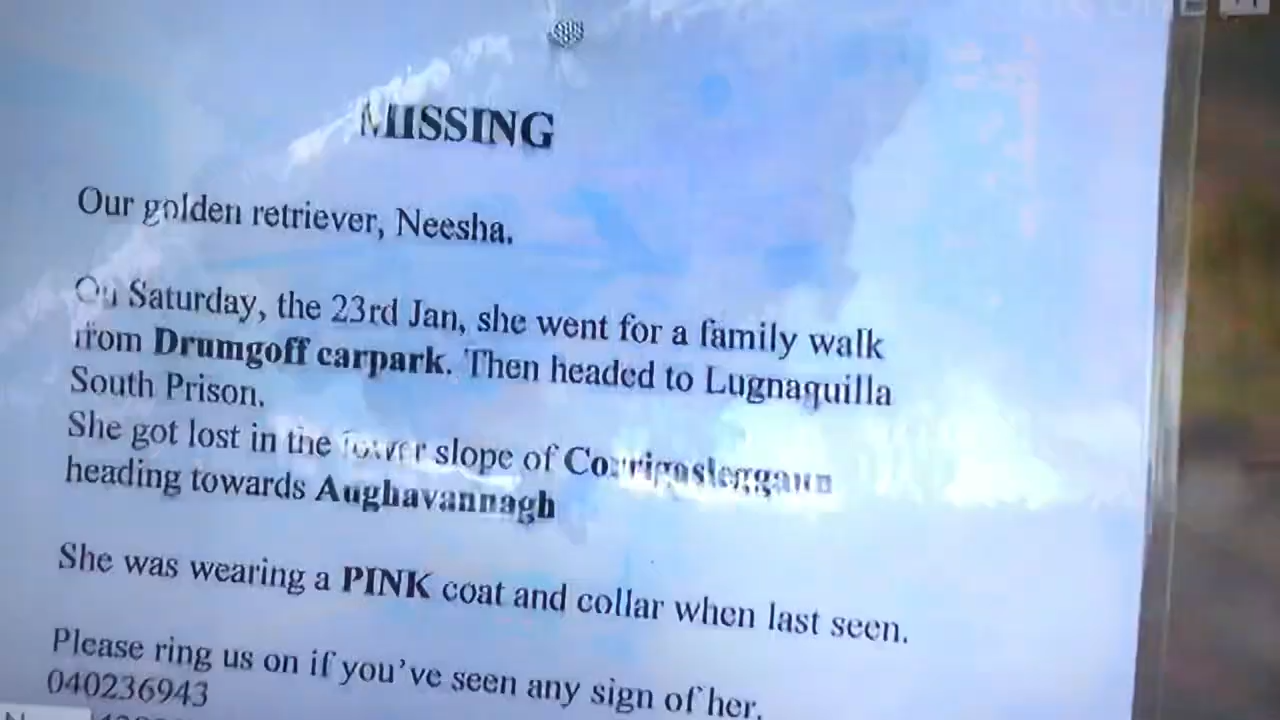 MISSING
Our golden retriever, Neesha.
On Saturday, the 23rd Jan, she went for a family walk
from Drumgoff carpark. Then headed to Lugnaquilla
South Prison.
She got lost in the lower slope of
heading towards Aughavannagh
She was wearing a PINK coat and collar when last seen.
Please ring us on if you've seen any sign of her.
040236943